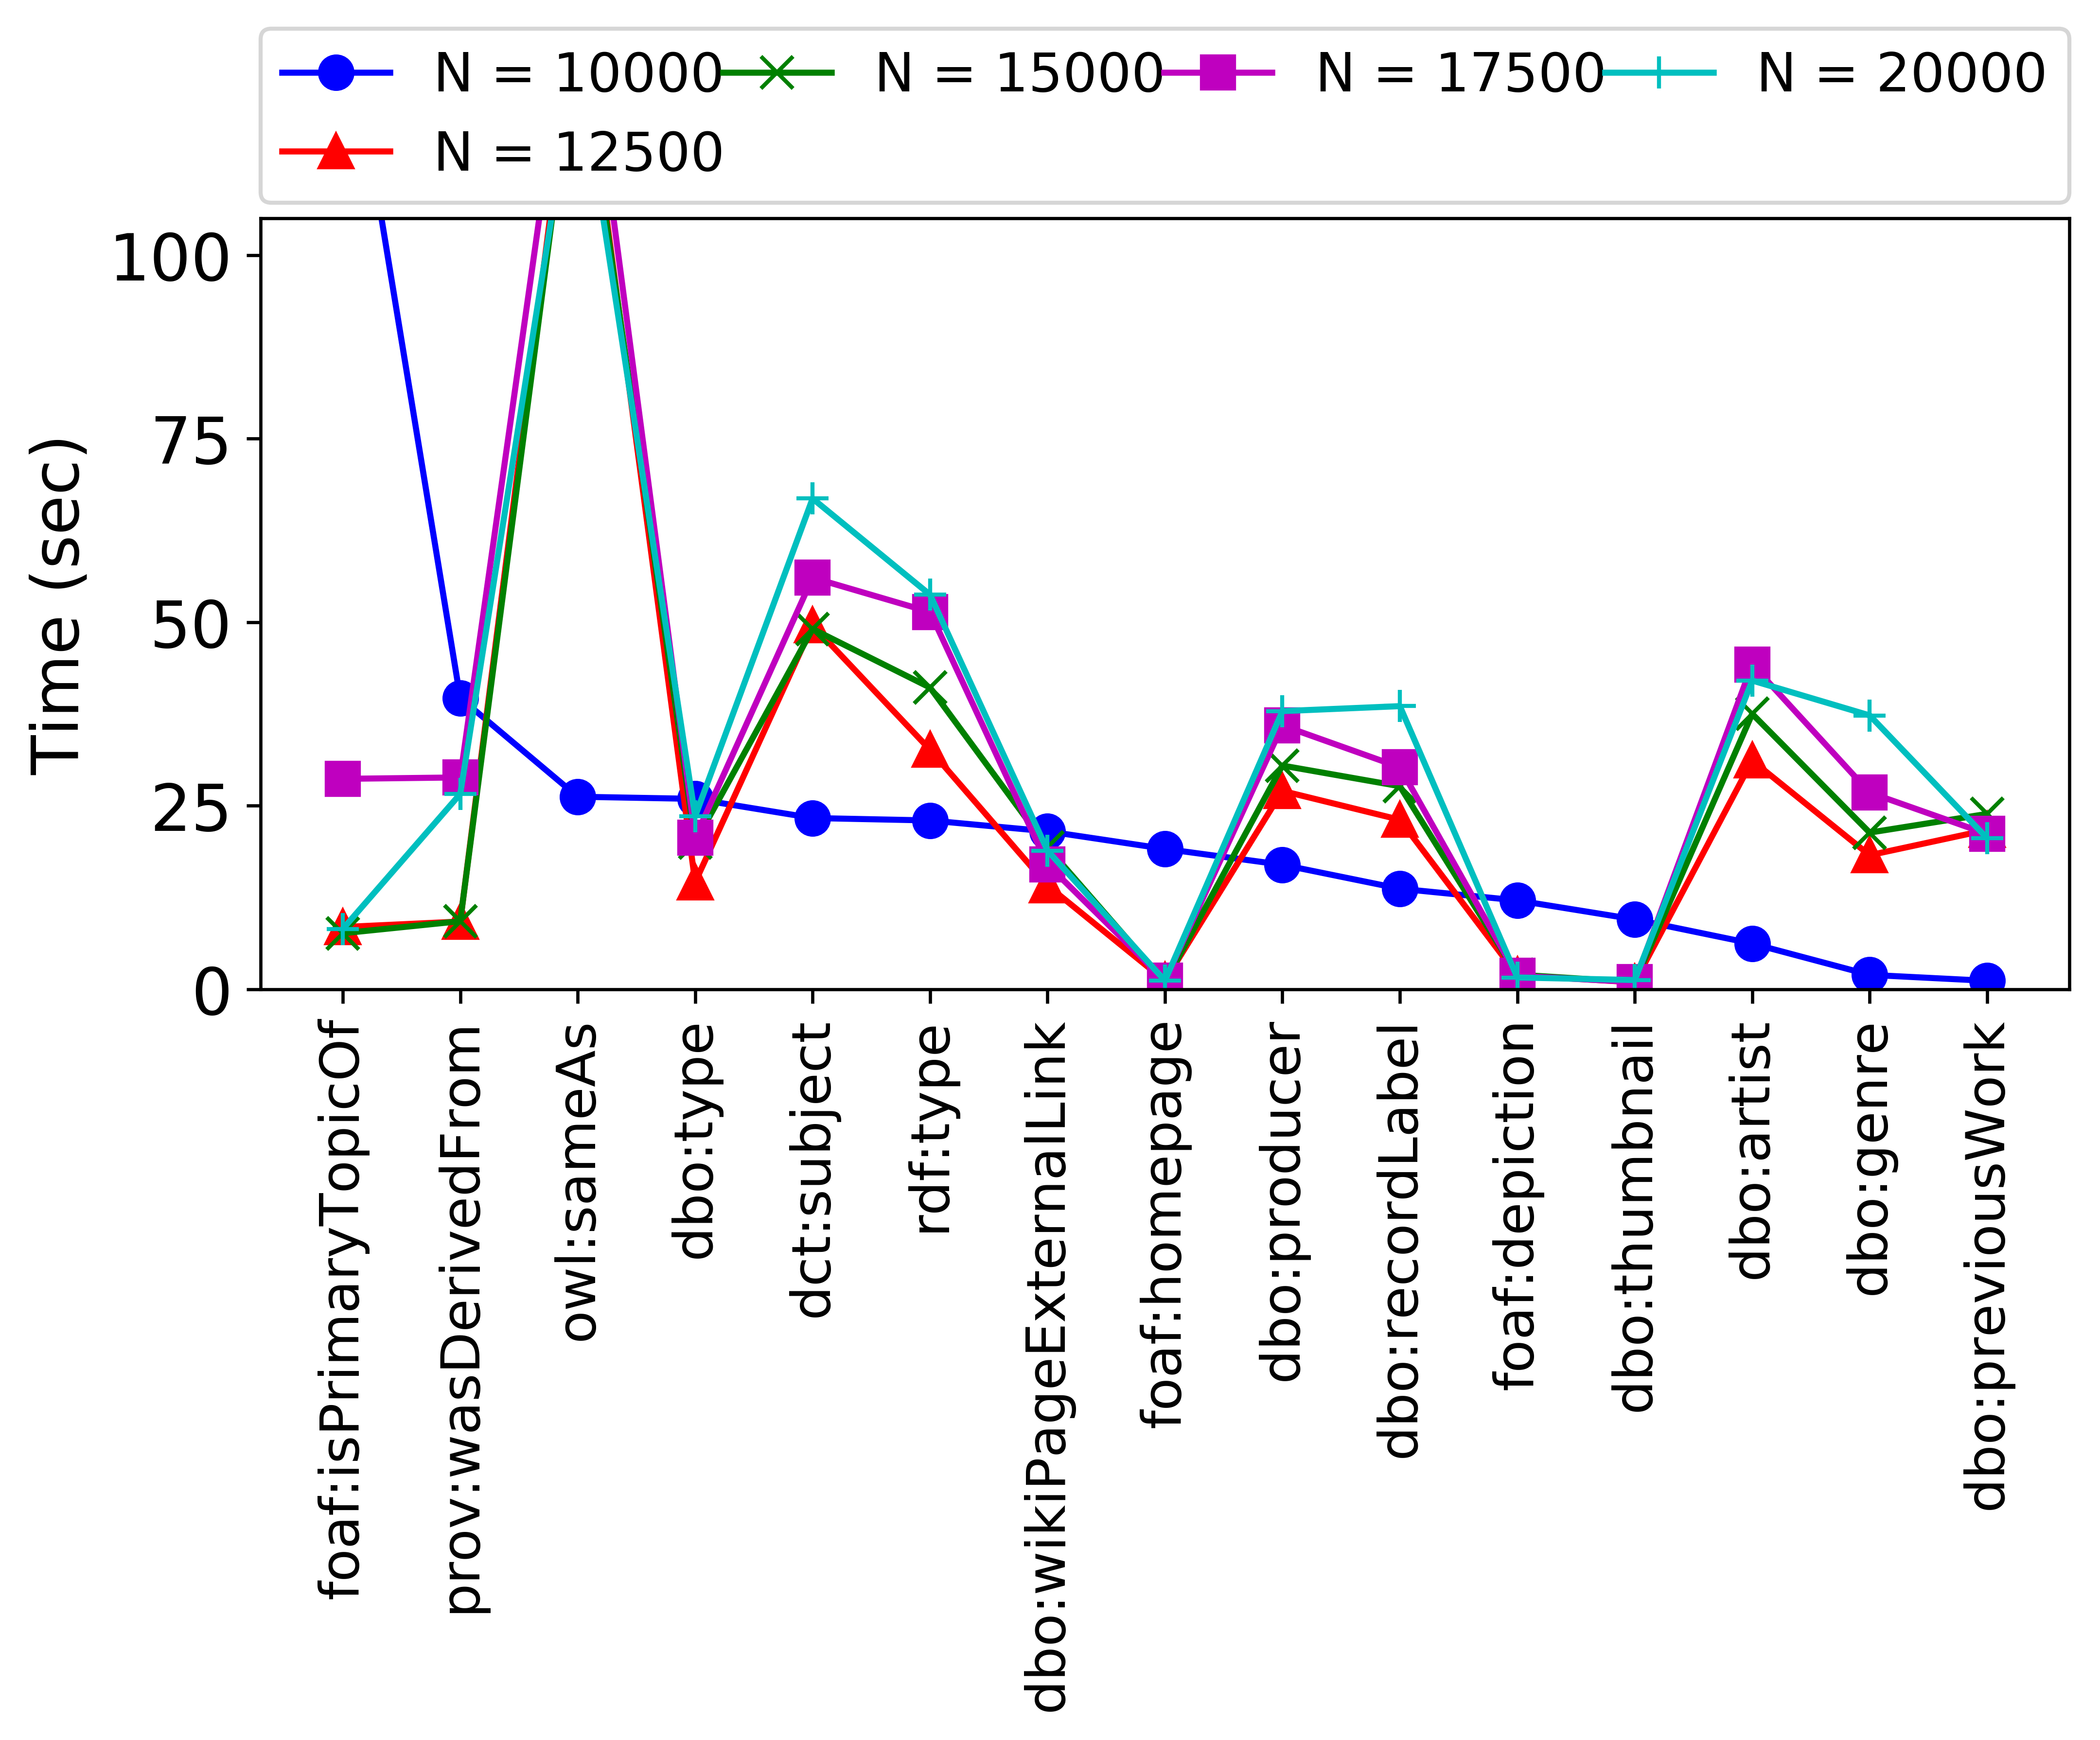 N = 10000 N = 15000 N = 17500 N = 20000
N = 12500
100
75
50
25
0
Time (sec)
foaf:isPrimaryTopicOf
prov:wasDerivedFrom
owl:sameAs
dbo:type
dct:subject
rdf:type
dbo:wikiPageExternalLink
foaf:homepage
dbo:producer
dbo:recordLabel
foaf:depiction
dbo:thumbnail
dbo:artist
dbo:genre
dbo:previousWork